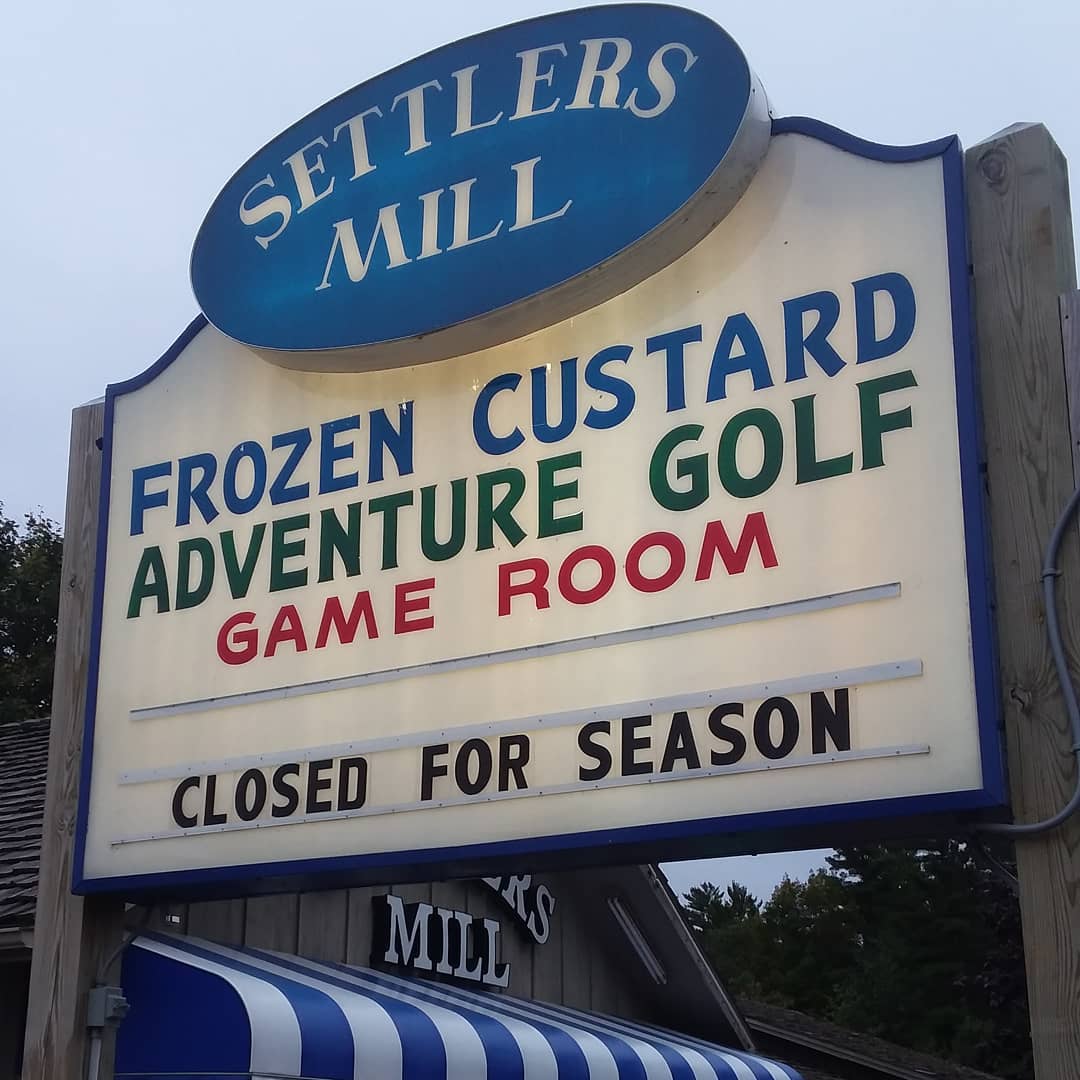 SETTLERS
MILL
FROZEN CUSTARD
ADVENTURE GOLF
GAME ROOM
CLOSED FOR SEASON
MILL